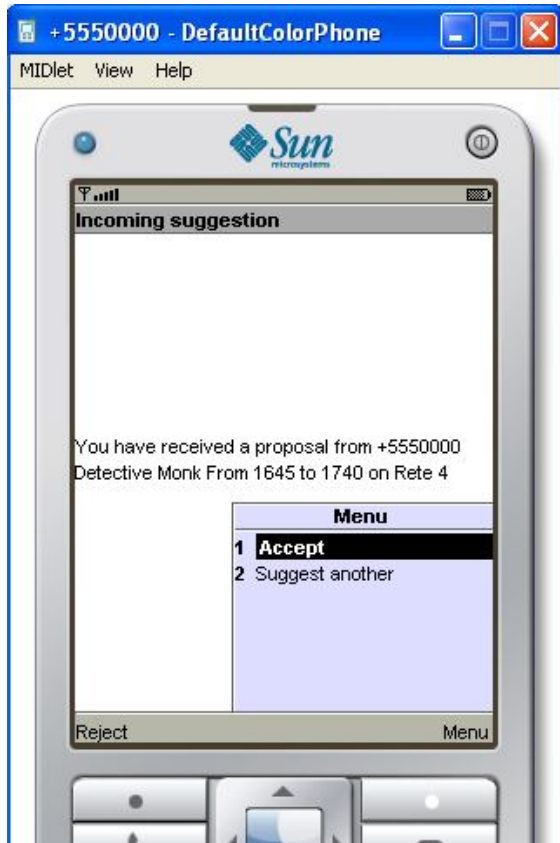 +5550000 - DefaultColorPhone
MIDlet View Help
Sun
microsystems
Incoming suggestion
You have received a proposal from +5550000
Detective Monk From 1645 to 1740 on Rete 4
Menu
1 Accept
2 Suggest another
Reject Menu